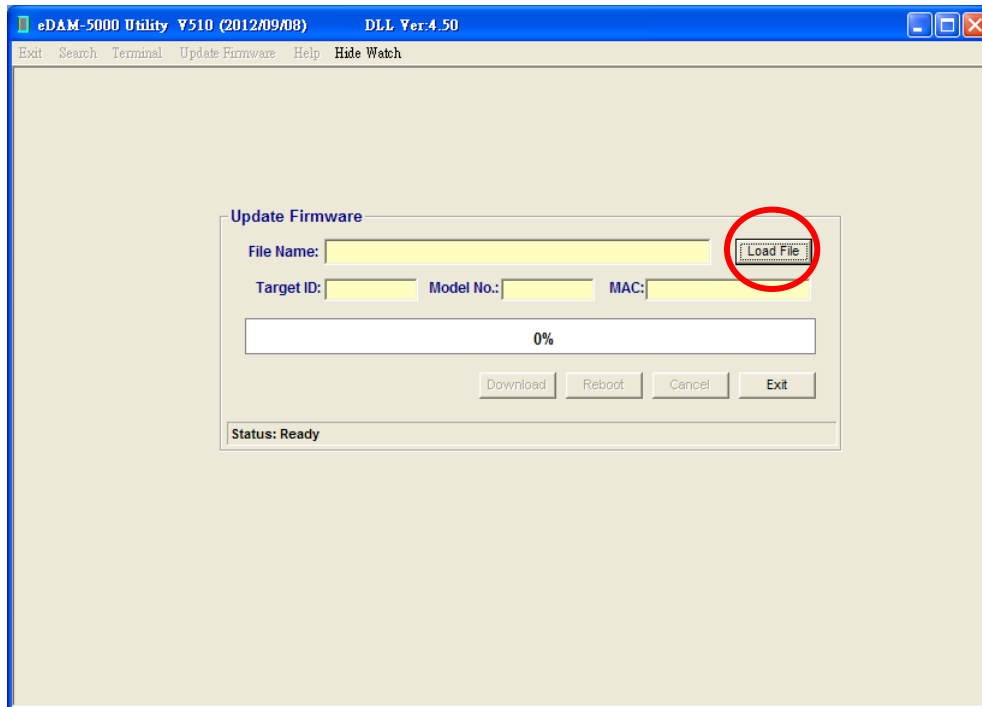 eDAM-5000 Utility V510 (2012/09/08) DLL Ver:4.50
Exit Search Terminal Update Firmware Help Hide Watch
Update Firmware
File Name: Load File
Target ID: Model No.: MAC:
0%
Download Reboot Cancel Exit
Status: Ready